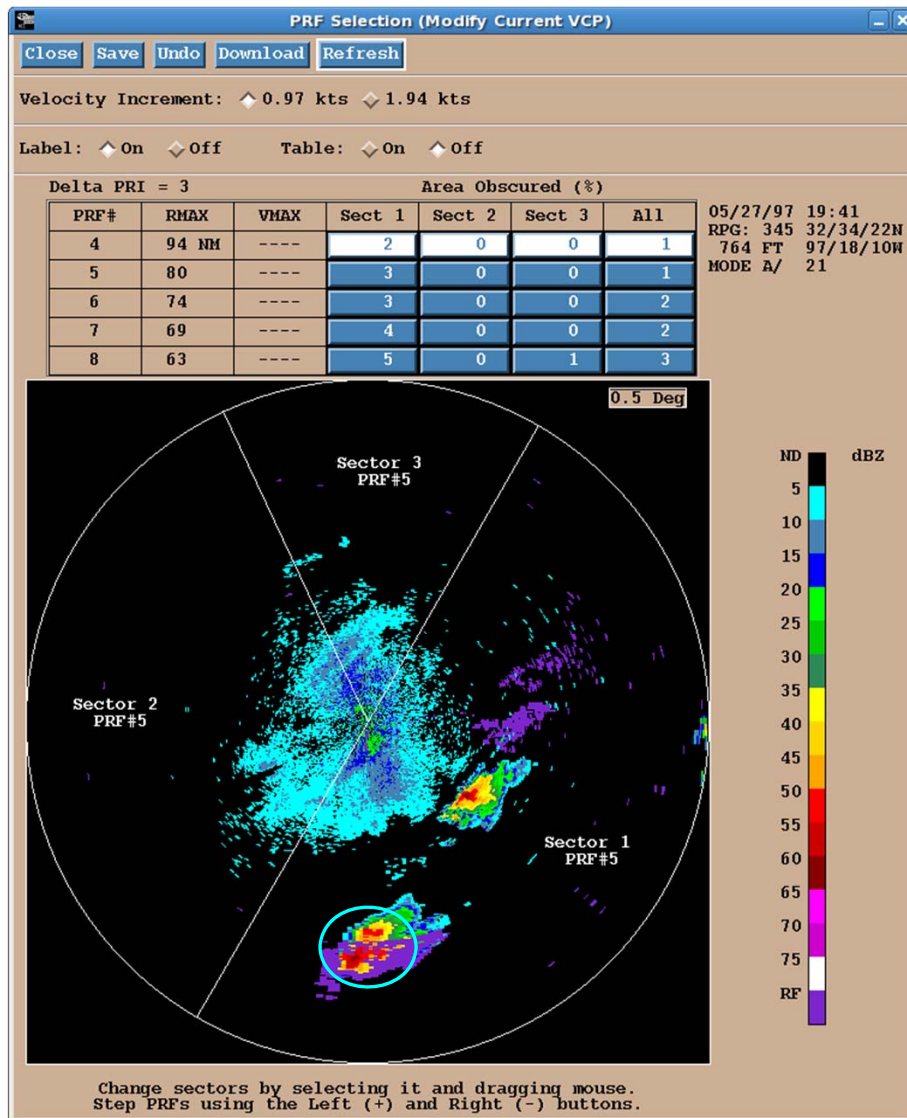 PRF Selection (Modify Current VCP)
Close Save Undo Download Refresh
Velocity Increment: 0.97 kts 1.94 kts
Label: On Off Table: On Off
Delta PRI = 3 Area Obscured (%)
PRF# RMAX VMAX Sect 1 Sect 2 Sect 3 All
4 94 NM ---- 2 0 0 1
5 80 ---- 3 0 0 1
6 74 ---- 3 0 0 2
7 69 ---- 4 0 0 2
8 63 ---- 5 0 1 3
05/27/97 19:41
RPG: 345 32/34/22N
764 FT 97/18/10W
MODE A/ 21
0.5 Deg
Sector 3
PRF#5
Sector 2
PRF#5
Sector 1
PRF#5
ND dBZ
5
10
15
20
25
30
35
40
45
50
55
60
65
70
75
RF
Change sectors by selecting it and dragging mouse.
Step PRFs using the Left (+) and Right (-) buttons.